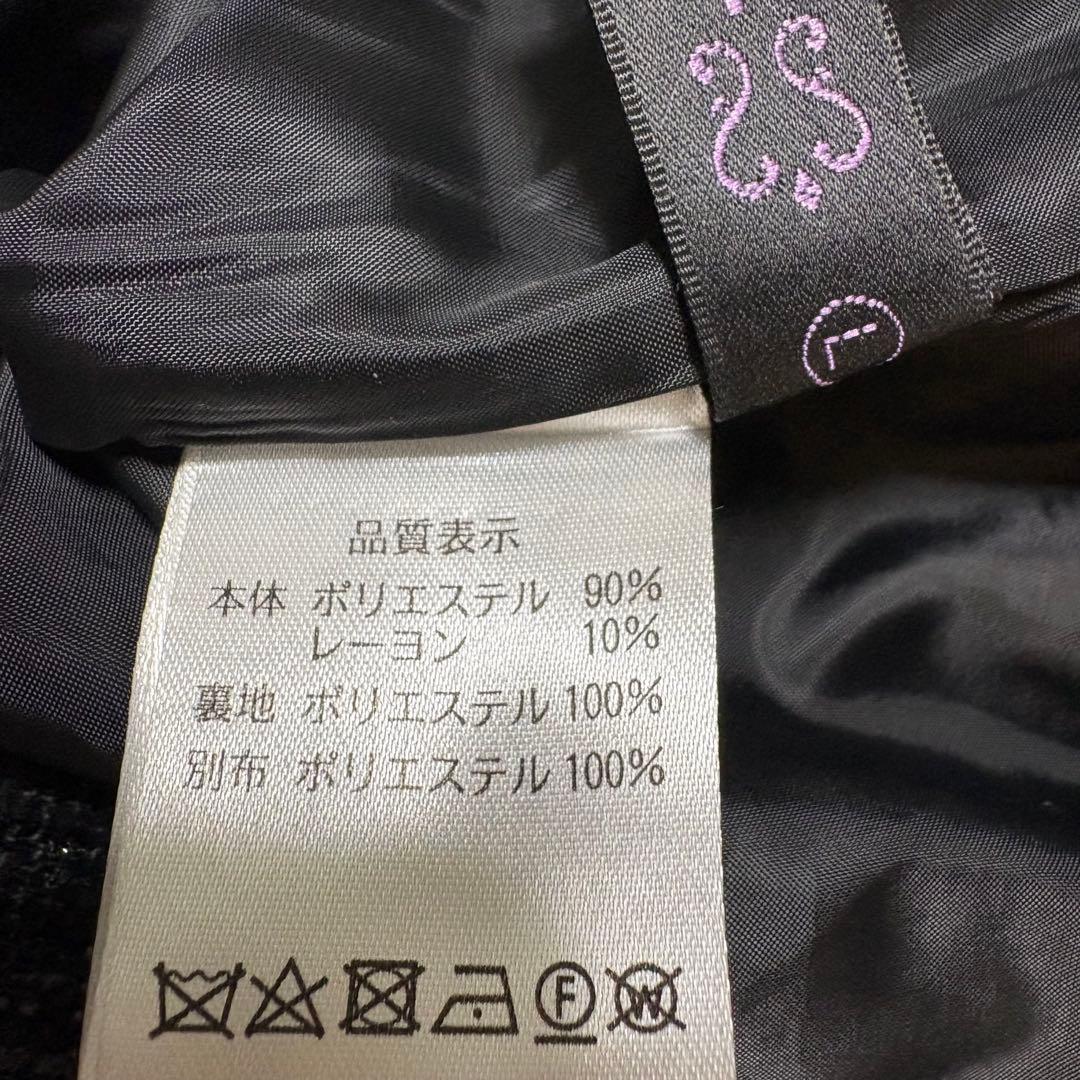 L
品質表示
本体 ポリエステル 90%
レーヨン 10%
裏地 ポリエステル 100%
別布 ポリエステル 100%
F W